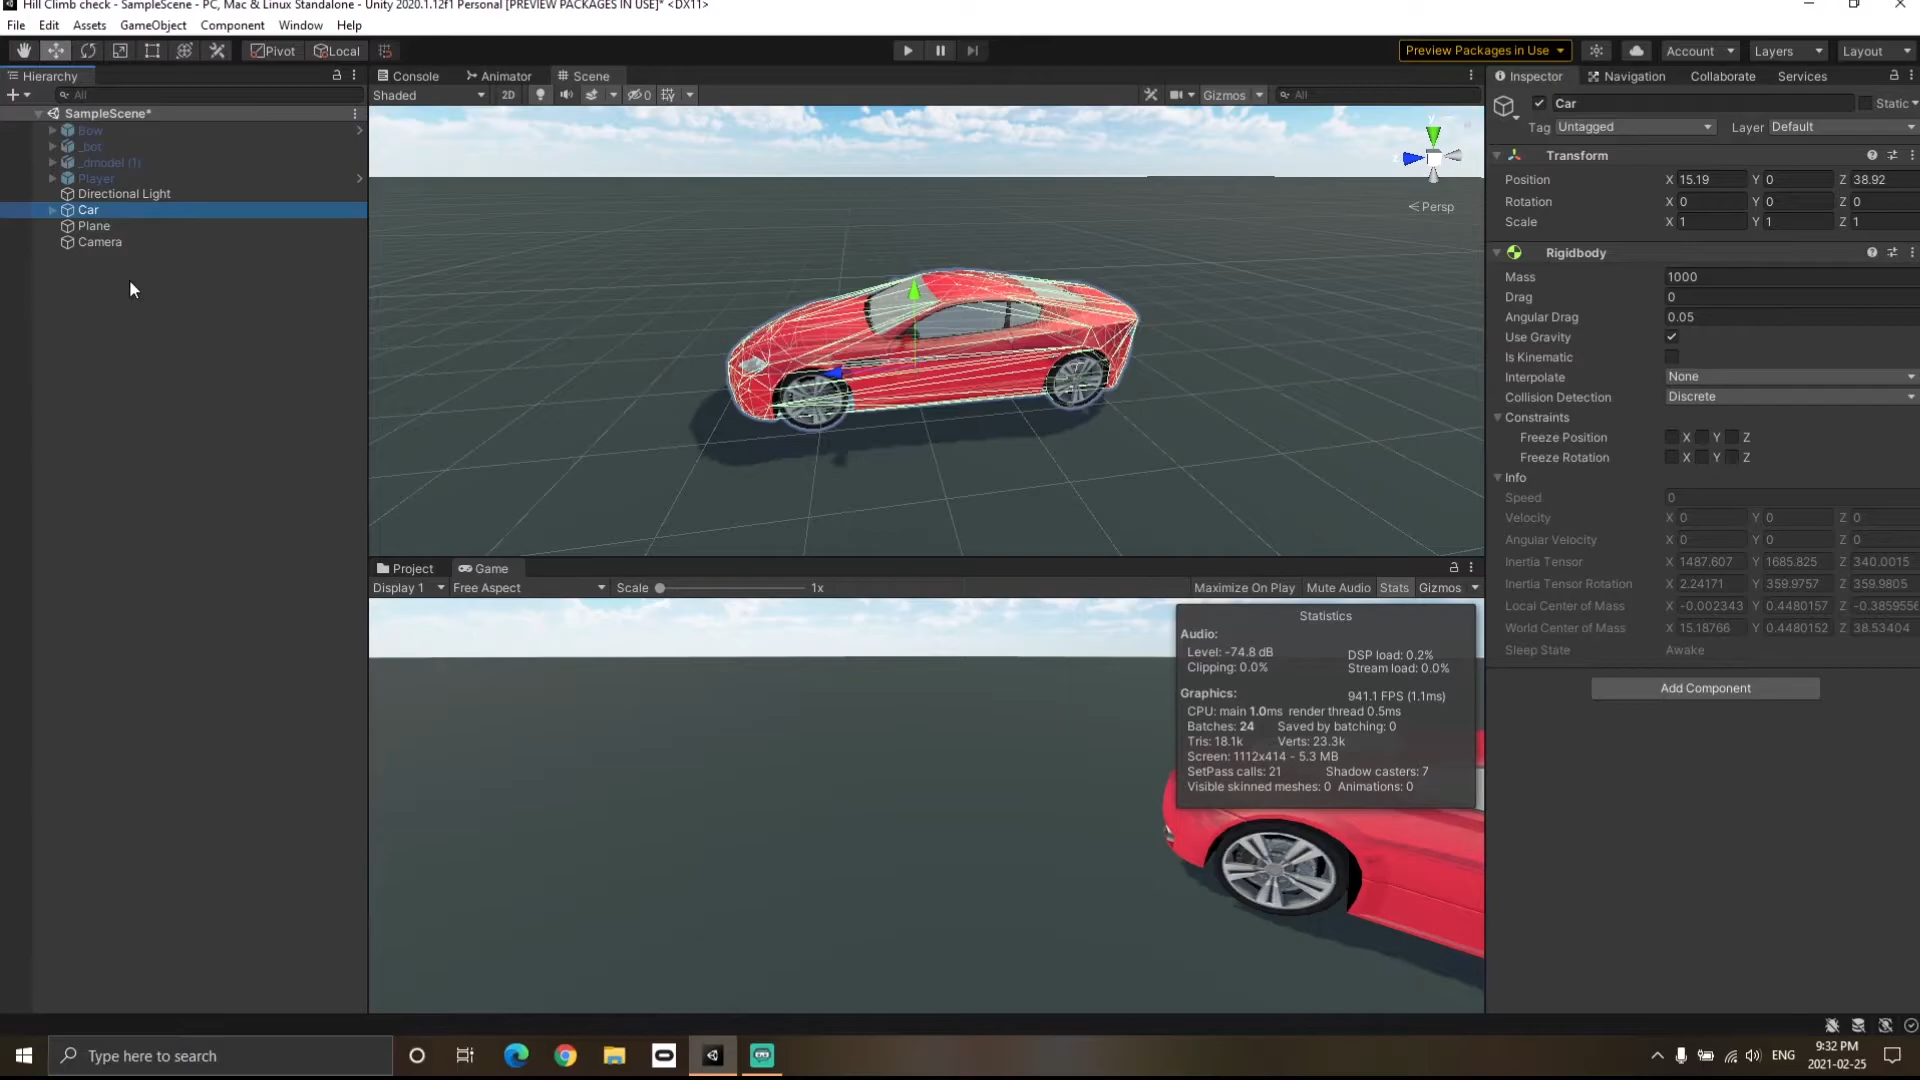 Hill Climb check - SampleScene - PC, Mac & Linux Standalone - Unity 2020.1.12f1 Personal [PREVIEW PACKAGES IN USE]* <DX11>
File Edit Assets GameObject Component Window Help
Pivot Local Preview Packages in Use Account Layers Layout
Hierarchy
All
SampleScene*
Bow
_bot
_dmodel (1)
Player
Directional Light
Car
Plane
Camera
Console Animator Scene
Shaded 2D 0 Gizmos All
y
z
Persp
Project Game
Display 1 Free Aspect Scale 1x Maximize On Play Mute Audio Stats Gizmos
Statistics
Audio:
Level: -74.8 dB DSP load: 0.2%
Clipping: 0.0% Stream load: 0.0%
Graphics: 941.1 FPS (1.1ms)
CPU: main 1.0ms render thread 0.5ms
Batches: 24 Saved by batching: 0
Tris: 18.1k Verts: 23.3k
Screen: 1112x414 - 5.3 MB
SetPass calls: 21 Shadow casters: 7
Visible skinned meshes: 0 Animations: 0
Inspector Navigation Collaborate Services
Car Static
Tag Untagged Layer Default
Transform
Position X 15.19 Y 0 Z 38.92
Rotation X 0 Y 0 Z 0
Scale X 1 Y 1 Z 1
Rigidbody
Mass 1000
Drag 0
Angular Drag 0.05
Use Gravity
Is Kinematic
Interpolate None
Collision Detection Discrete
Constraints
Freeze Position X Y Z
Freeze Rotation X Y Z
Info
Speed 0
Velocity X 0 Y 0 Z 0
Angular Velocity X 0 Y 0 Z 0
Inertia Tensor X 1487.607 Y 1685.825 Z 340.0015
Inertia Tensor Rotation X 2.24171 Y 359.9757 Z 359.9805
Local Center of Mass X -0.002343 Y 0.4480157 Z -0.3859556
World Center of Mass X 15.18766 Y 0.4480152 Z 38.53404
Sleep State Awake
Add Component
Type here to search
ENG
9:32 PM
2021-02-25